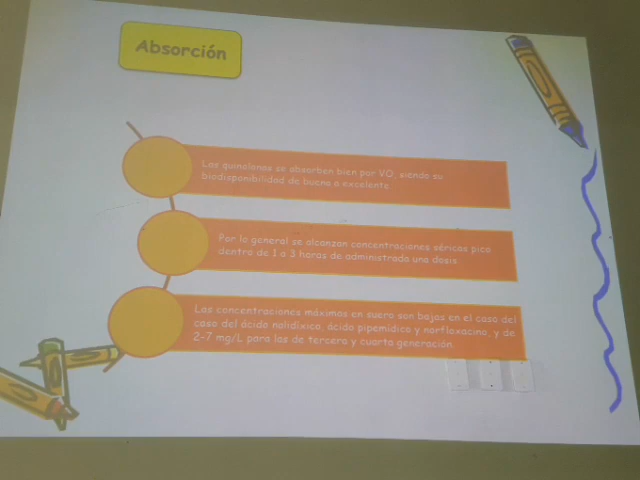 Absorción
Las quinolonas se absorben bien por VO, siendo su
biodisponibilidad de buena a excelente
Por lo general se alcanzan concentraciones séricas pico
dentro de 1 a 3 horas de administrada una dosis
Las concentraciones máximas en suero son bajas en el caso del
caso del ácido nalidíxico, ácido pipemídico y norfloxacino, y de
2-7 mg/L para las de tercera y cuarta generación.